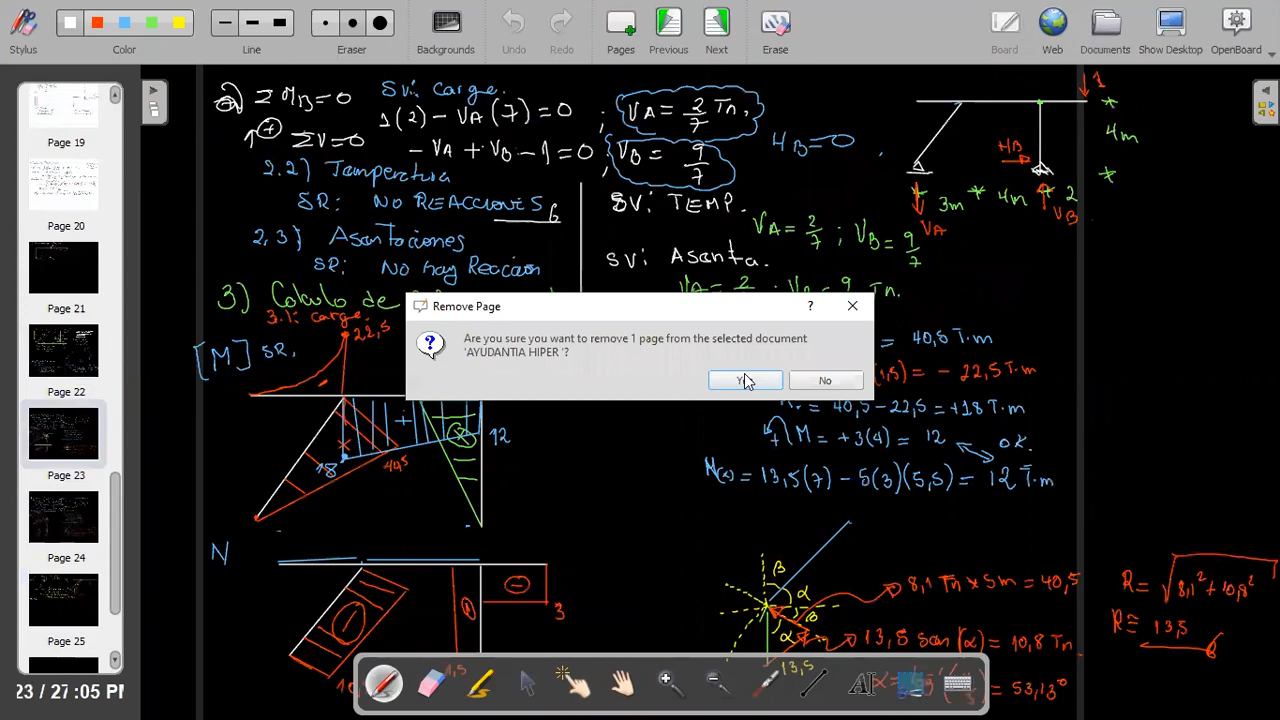 Stylus
Color
Line
Eraser
Backgrounds
Undo
Redo
Pages
Previous
Next
Erase
Board
Web
Documents
Show Desktop
OpenBoard
Page 19
Page 20
Page 21
Page 22
Page 23
Page 24
Page 25
23 / 27
:05 PM
a) Σ MB=0
SV: carga.
1(2) - VA (7) = 0 ; VA = 2/7 Tn,
↑⊕ ΣV=0
- VA + VB - 1 = 0 ; VB = 9/7
HB=0
2.2) Temperatura
SR: NO REACCIONES
SV: TEMP.
VA = 2/7 ; VB = 9/7
2,3) Asentaciones
SR: No hay Reacción
SV: Asenta.
3) Calculo de
3.1: carga.
22,5
[M] SR,
1
4m
HB
3m
4m
2
VA
VB
Remove Page
?
Are you sure you want to remove 1 page from the selected document
'AYUDANTIA HIPER '?
No
= 40,5 T.m
(1,5) = - 22,5 T.m
= 40,5 - 22,5 = +18 T.m
M = +3(4) = 12 OK.
M(x) = 13,5(7) - 5(3)(5,5) = 12 T.m
+
12
18
N
3
β
α
β
α
13,5
8,1 Tn x 5m = 40,5
13,5 sen (α) = 10,8 Tn
= 53,13°
R = √8,1² + 10,8²
R = 13,5